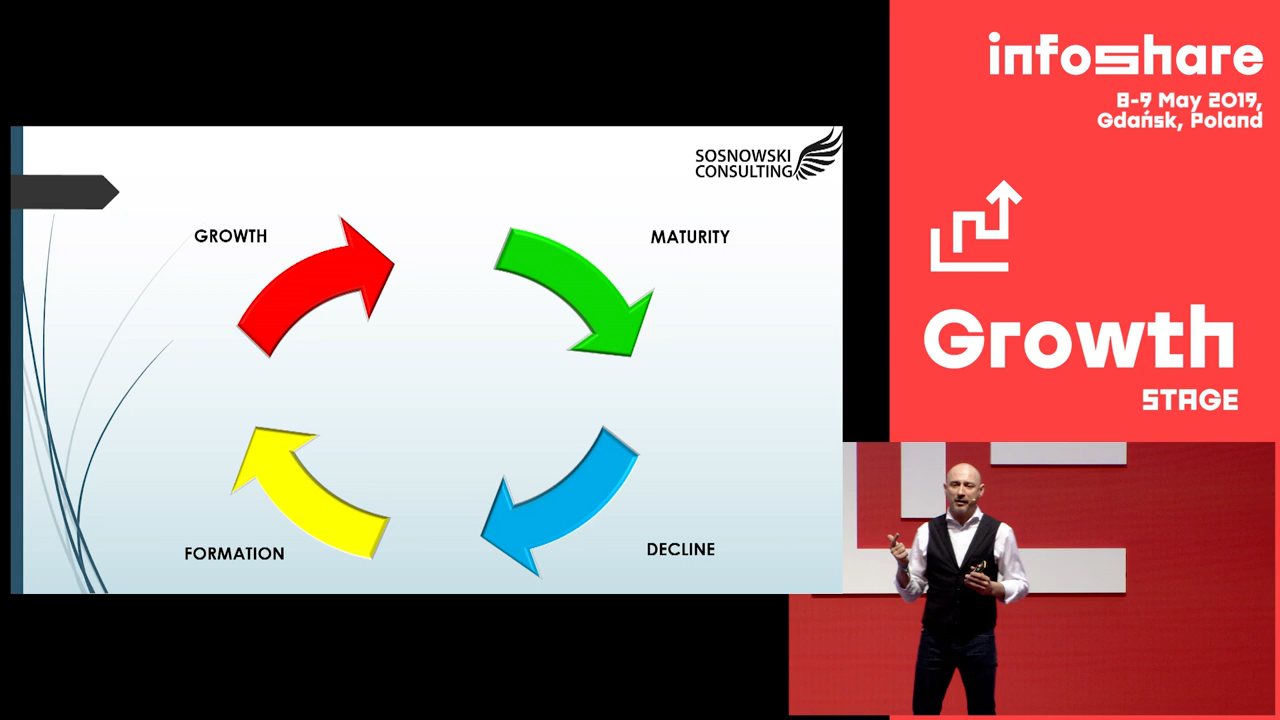 SOSNOWSKI
CONSULTING
GROWTH
MATURITY
FORMATION
DECLINE
infoshare
8-9 May 2019,
Gdańsk, Poland
Growth
STAGE